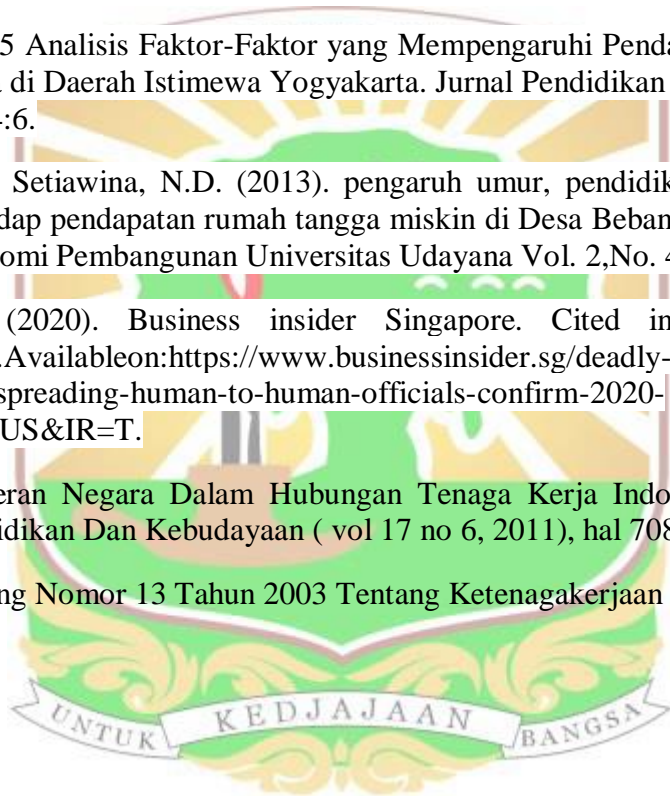 5 Analisis Faktor-Faktor yang Mempengaruhi Penda
di Daerah Istimewa Yogyakarta. Jurnal Pendidikan
:6.
Setiawina, N.D. (2013). pengaruh umur, pendidik
dap pendapatan rumah tangga miskin di Desa Beban
omi Pembangunan Universitas Udayana Vol. 2,No. 4
(2020). Business insider Singapore. Cited in
.Availableon:https://www.businessinsider.sg/deadly-
spreading-human-to-human-officials-confirm-2020-
US&IR=T.
eran Negara Dalam Hubungan Tenaga Kerja Indo
idikan Dan Kebudayaan ( vol 17 no 6, 2011), hal 708
ng Nomor 13 Tahun 2003 Tentang Ketenagakerjaan
UNTUK KEDJAJAAN BANGSA